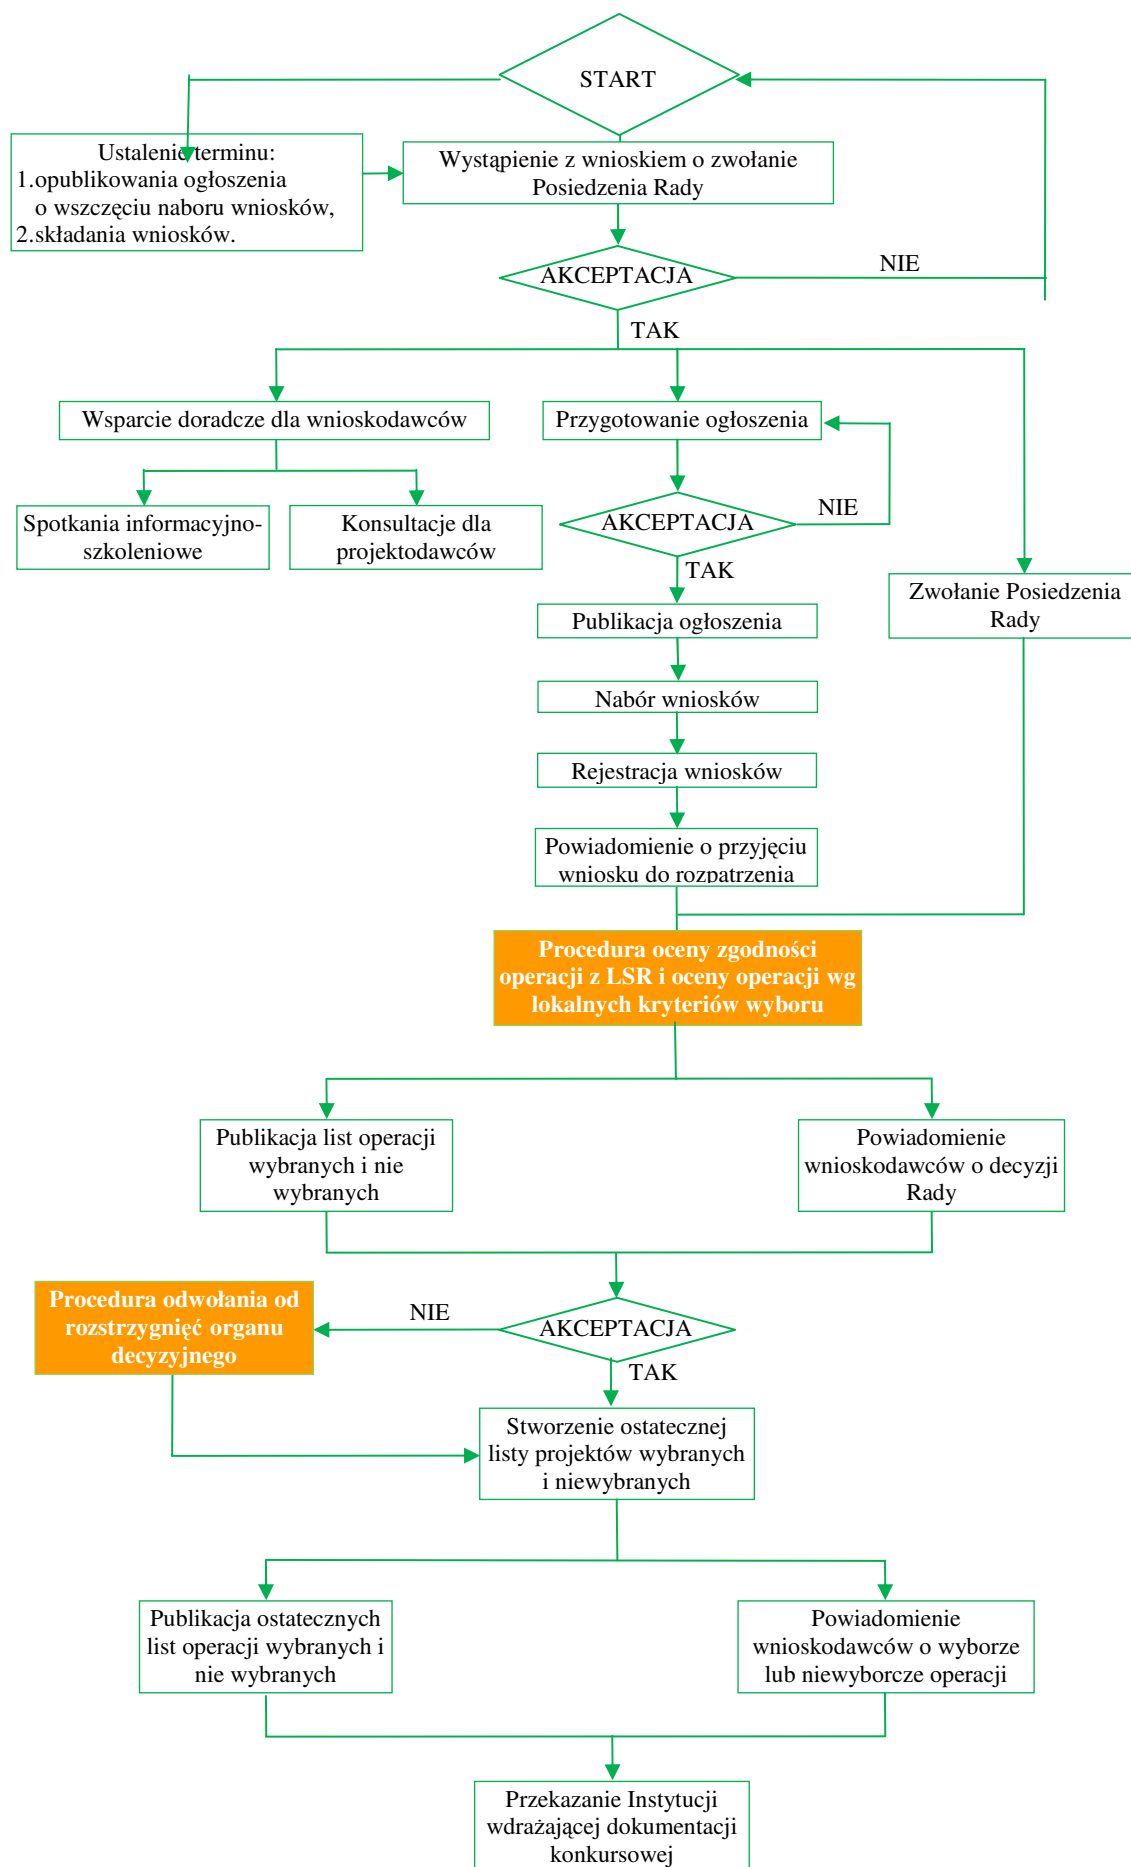 START
Ustalenie terminu:
1.opublikowania ogłoszenia
o wszczęciu naboru wniosków,
2.składania wniosków.
Wystąpienie z wnioskiem o zwołanie
Posiedzenia Rady
AKCEPTACJA
NIE
TAK
Wsparcie doradcze dla wnioskodawców
Przygotowanie ogłoszenia
Spotkania informacyjno-
szkoleniowe
Konsultacje dla
projektodawców
AKCEPTACJA
NIE
TAK
Zwołanie Posiedzenia
Rady
Publikacja ogłoszenia
Nabór wniosków
Rejestracja wniosków
Powiadomienie o przyjęciu
wniosku do rozpatrzenia
Procedura oceny zgodności
operacji z LSR i oceny operacji wg
lokalnych kryteriów wyboru
Publikacja list operacji
wybranych i nie
wybranych
Powiadomienie
wnioskodawców o decyzji
Rady
Procedura odwołania od
rozstrzygnięć organu
decyzyjnego
NIE
AKCEPTACJA
TAK
Stworzenie ostatecznej
listy projektów wybranych
i niewybranych
Publikacja ostatecznych
list operacji wybranych i
nie wybranych
Powiadomienie
wnioskodawców o wyborze
lub niewyborcze operacji
Przekazanie Instytucji
wdrażającej dokumentacji
konkursowej